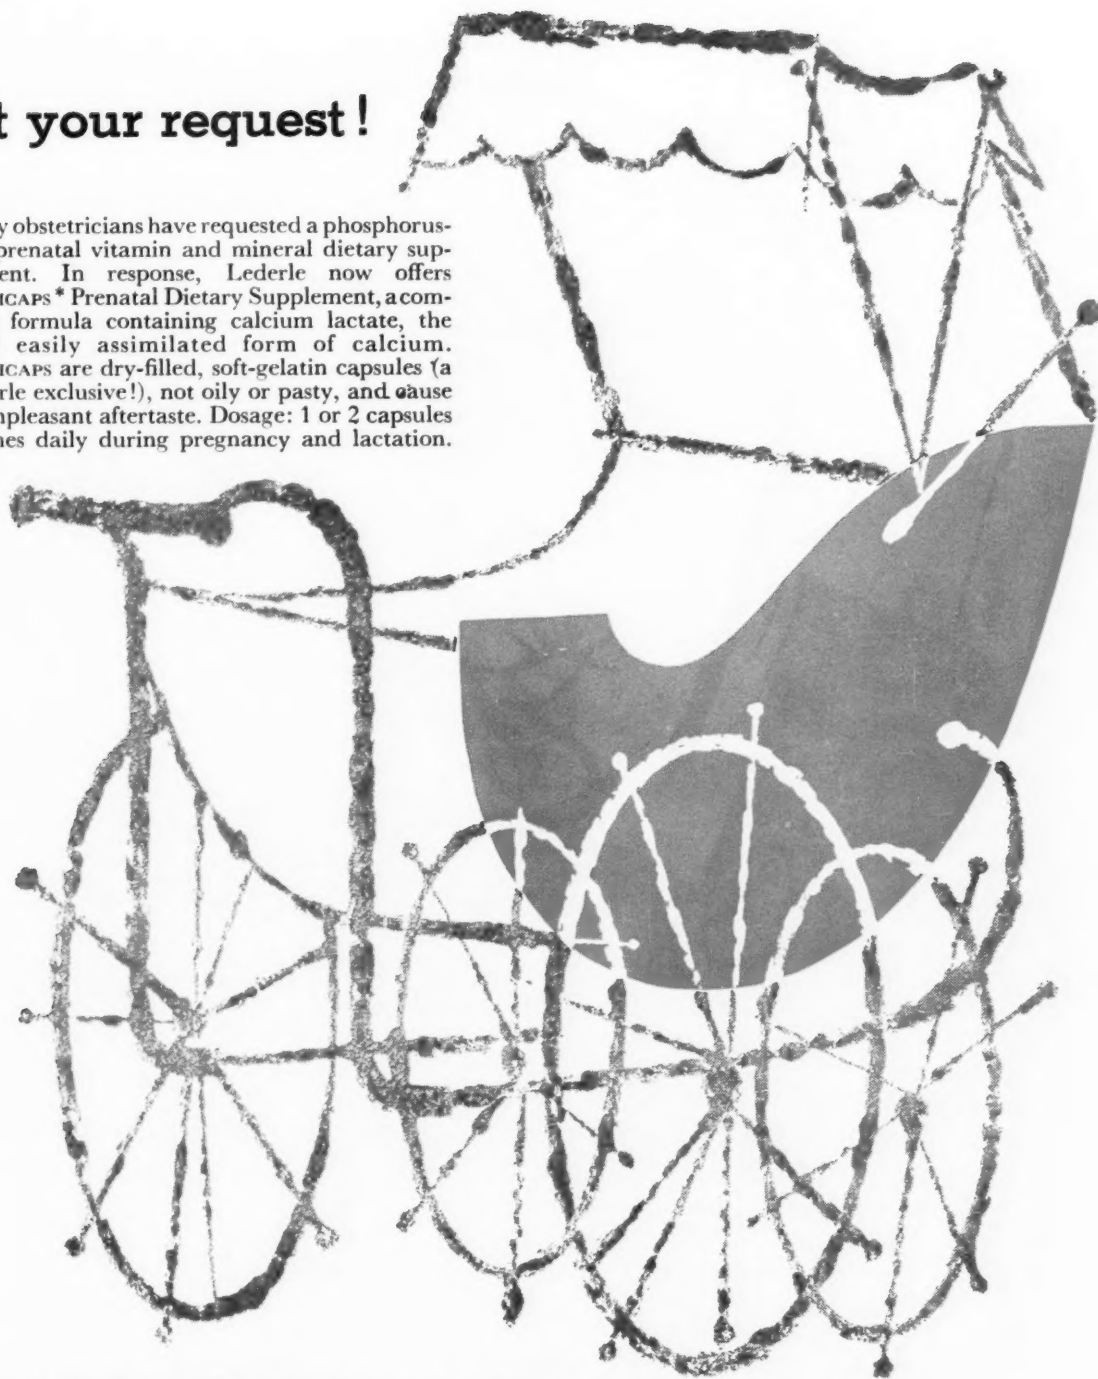 t your request!
y obstetricians have requested a phosphorus-
prenatal vitamin and mineral dietary sup-
ent. In response, Lederle now offers
ICAPS* Prenatal Dietary Supplement, a com-
formula containing calcium lactate, the
easily assimilated form of calcium.
ICAPS are dry-filled, soft-gelatin capsules (a
rle exclusive!), not oily or pasty, and cause
npleasant aftertaste. Dosage: 1 or 2 capsules
nes daily during pregnancy and lactation.